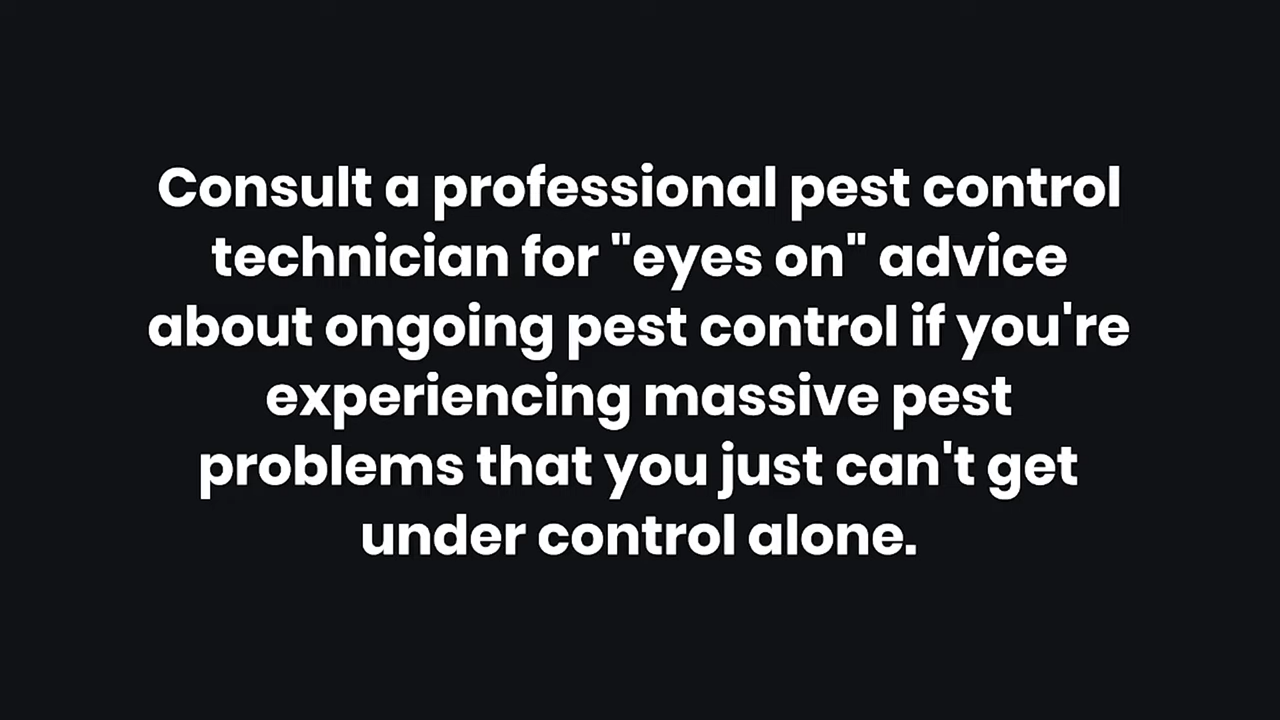 Consult a professional pest control
technician for "eyes on" advice
about ongoing pest control if you're
experiencing massive pest
problems that you just can't get
under control alone.